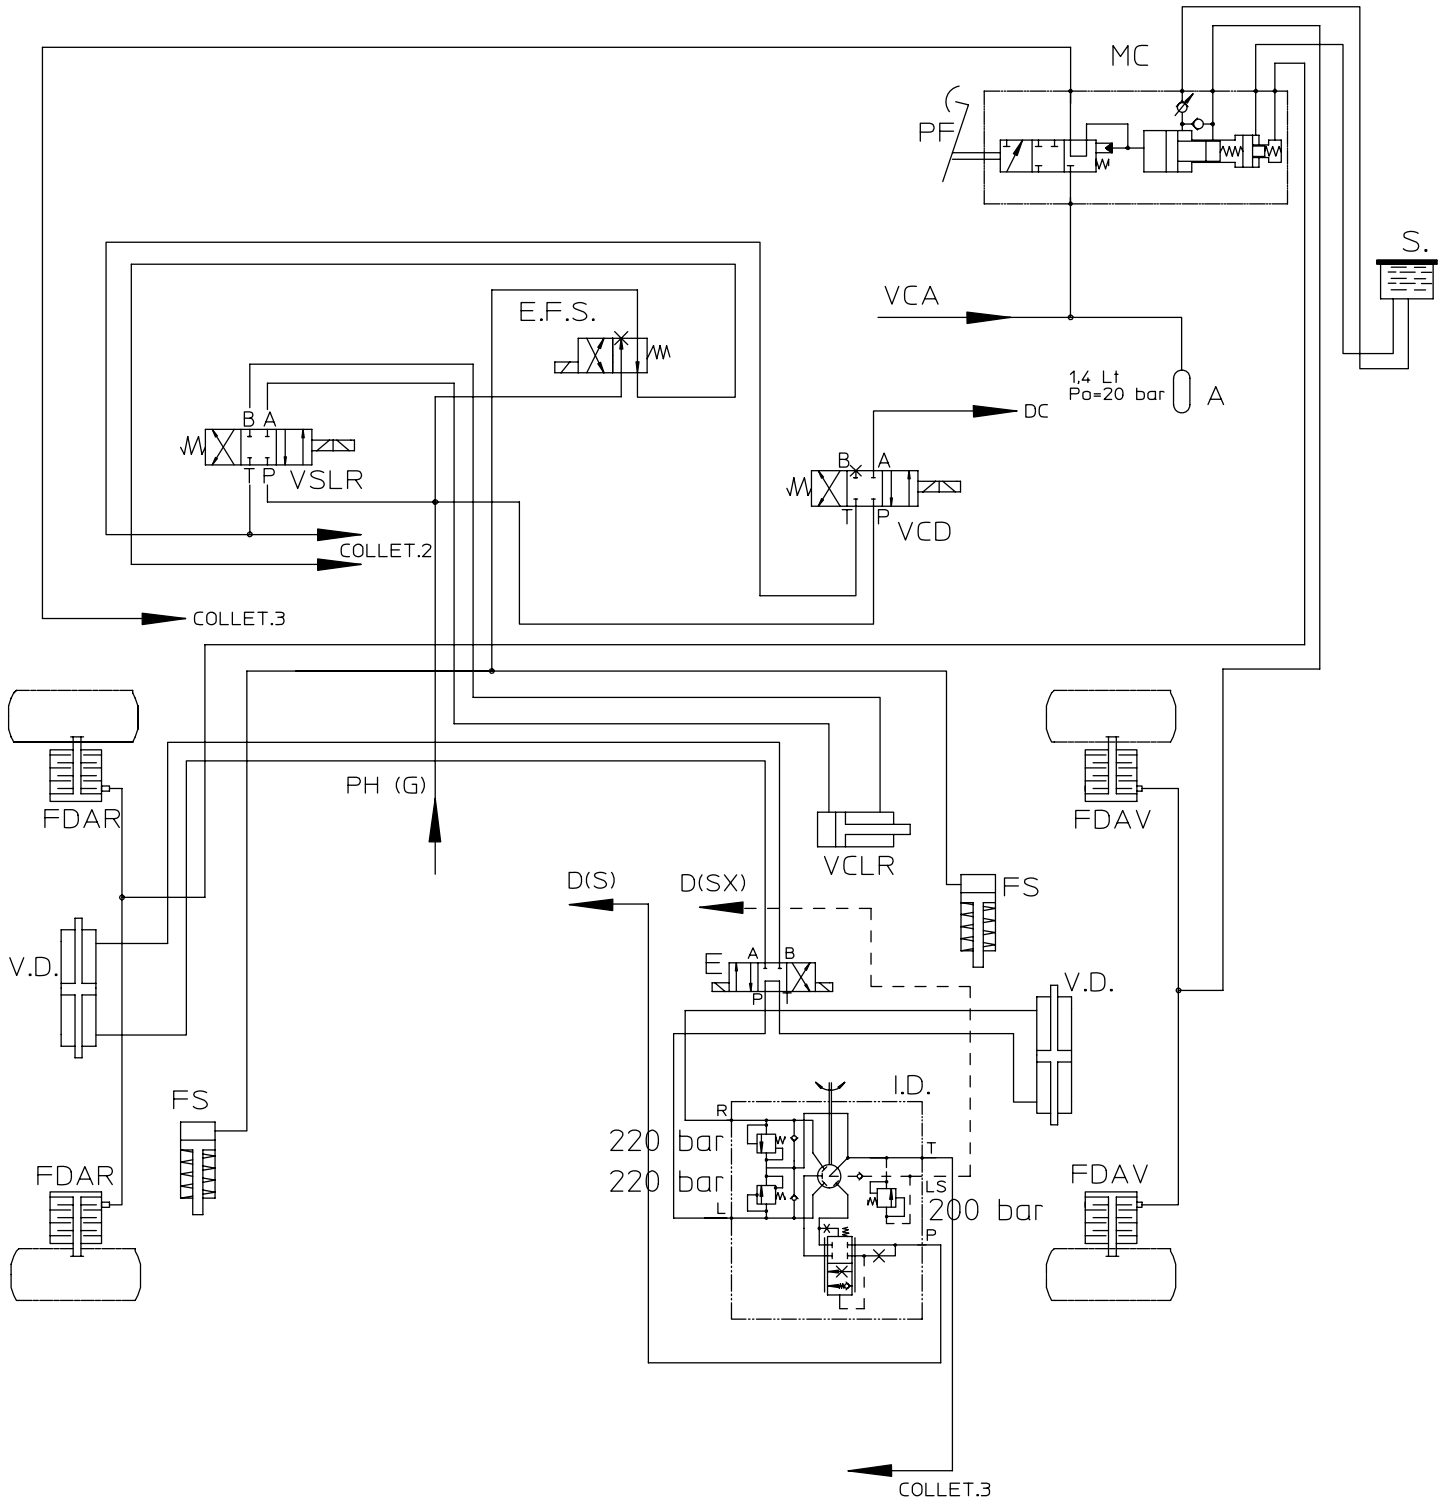 MC
PF
S.
VCA
E.F.S.
1,4 Lt
Po=20 bar
A
DC
B A
T P
VSLR
B A
T P
VCD
COLLET.2
COLLET.3
PH (G)
FDAR
FDAV
VCLR
D(S)
D(SX)
FS
V.D.
E
A B
P T
V.D.
I.D.
FS
R
220 bar
T
220 bar
LS
L
200 bar
P
FDAR
FDAV
COLLET.3